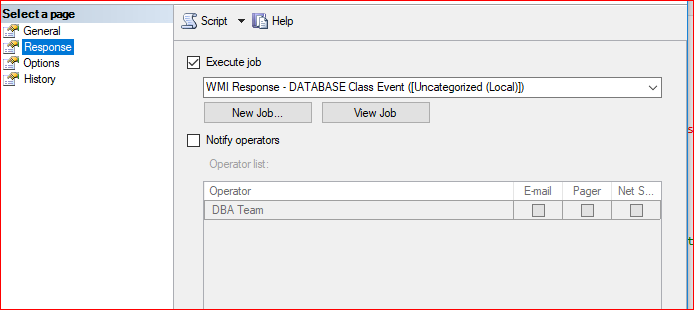 Select a page
General
Response
Options
History
Script
Help
Execute job
WMI Response - DATABASE Class Event ([Uncategorized (Local)])
New Job...
View Job
Notify operators
Operator list:
Operator E-mail Pager Net S...
DBA Team
s
t